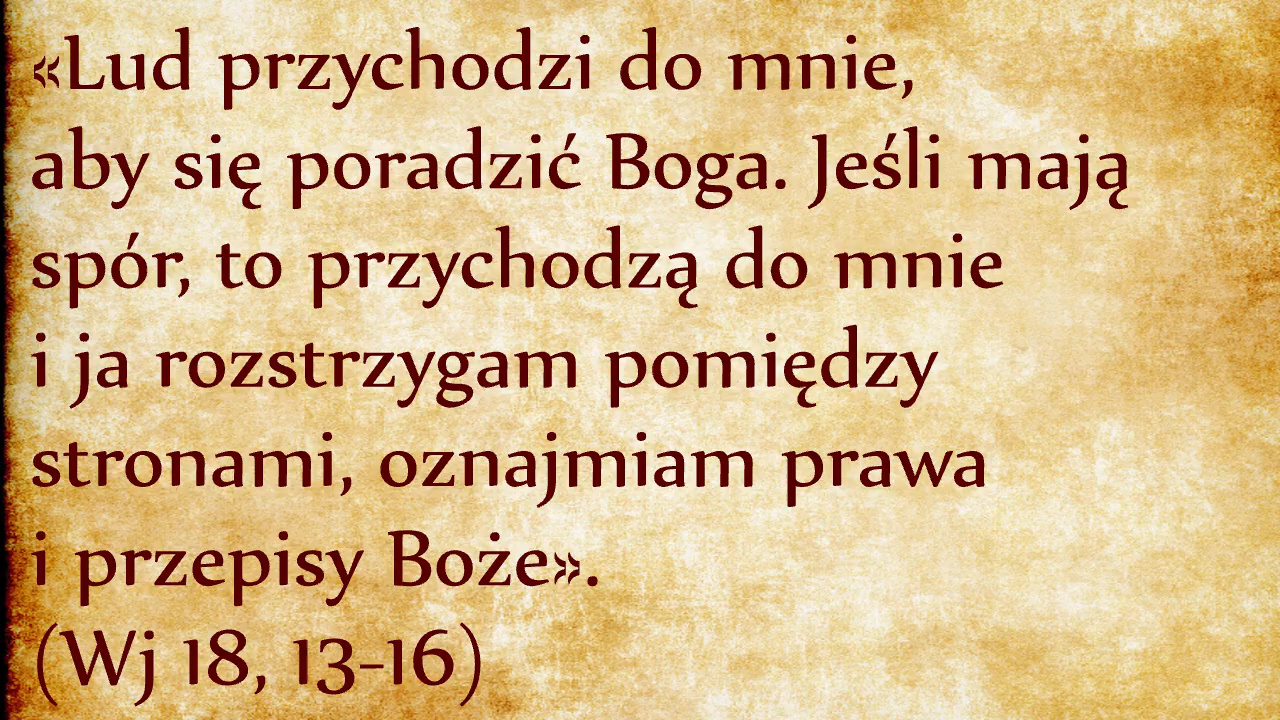 «Lud przychodzi do mnie,
aby się poradzić Boga. Jeśli mają
spór, to przychodzą do mnie
i ja rozstrzygam pomiędzy
stronami, oznajmiam prawa
i przepisy Boże».
(Wj 18, 13-16)